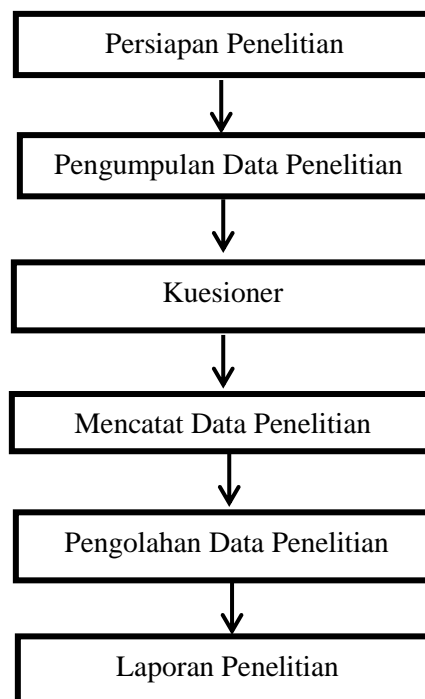 Persiapan Penelitian
Pengumpulan Data Penelitian
Kuesioner
Mencatat Data Penelitian
Pengolahan Data Penelitian
Laporan Penelitian